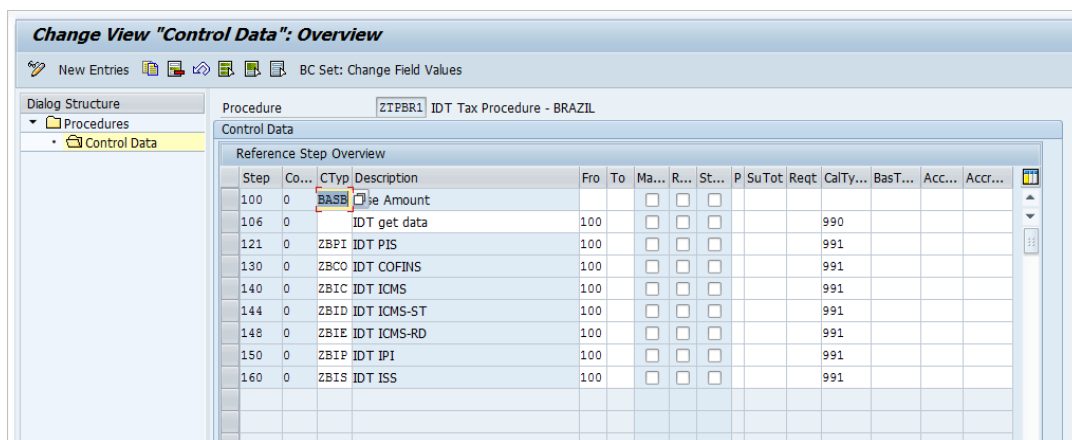 Change View "Control Data": Overview
New Entries BC Set: Change Field Values
Dialog Structure
Procedures
Control Data
Procedure ZTPBR1 IDT Tax Procedure - BRAZIL
Control Data
Reference Step Overview
Step Co... CTyp Description Fro To Ma... R... St... P SuTot Reqt CalTy... BasT... Acc... Accr...
100 0 BASB se Amount
106 0 IDT get data 100 990
121 0 ZBPI IDT PIS 100 991
130 0 ZBCO IDT COFINS 100 991
140 0 ZBIC IDT ICMS 100 991
144 0 ZBID IDT ICMS-ST 100 991
148 0 ZBIE IDT ICMS-RD 100 991
150 0 ZBIP IDT IPI 100 991
160 0 ZBIS IDT ISS 100 991